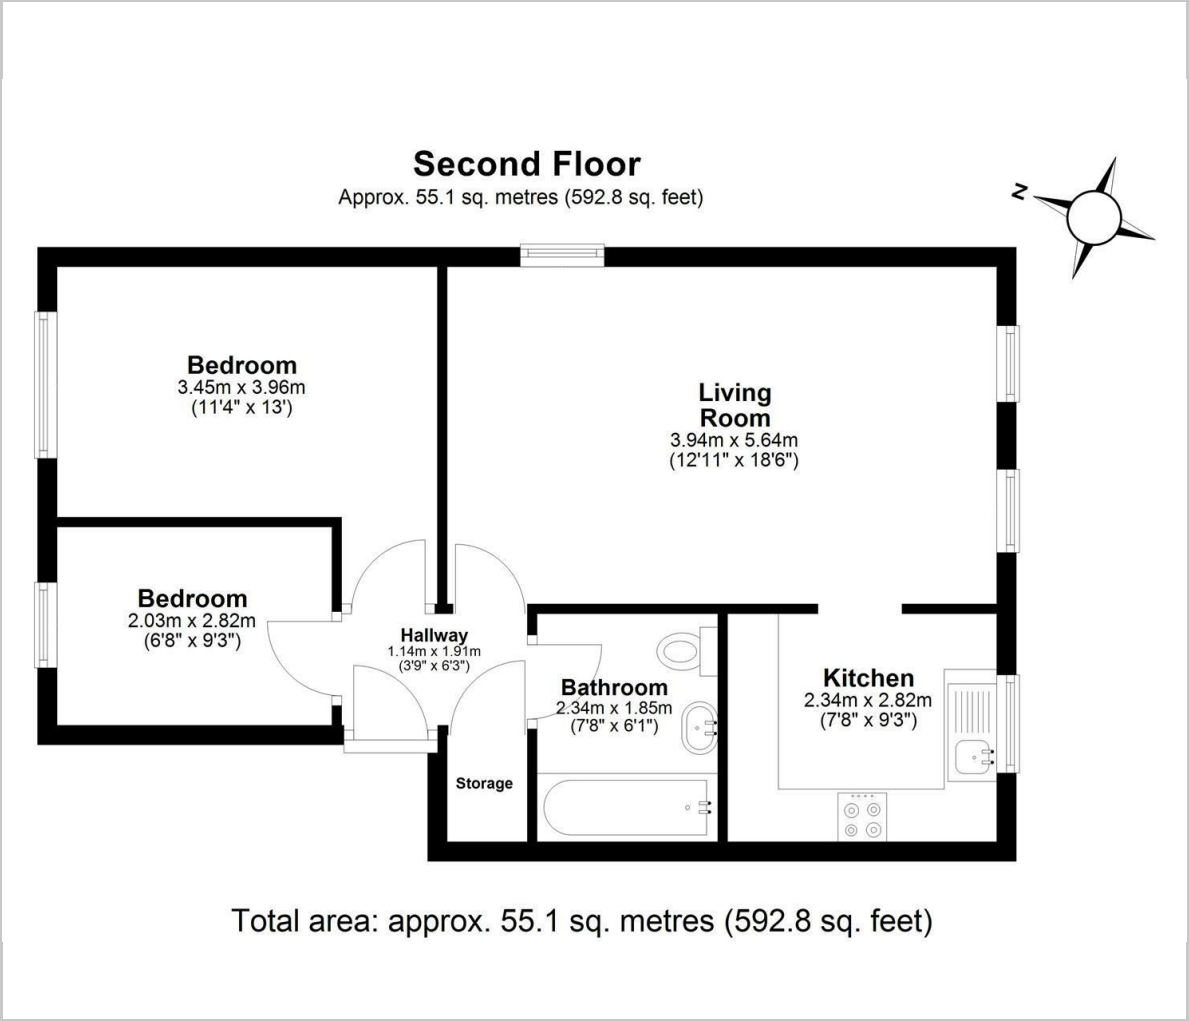 Second Floor
Approx. 55.1 sq. metres (592.8 sq. feet)
N
Bedroom
3.45m x 3.96m
(11'4" x 13')
Living
Room
3.94m x 5.64m
(12'11" x 18'6")
Bedroom
2.03m x 2.82m
(6'8" x 9'3")
Hallway
1.14m x 1.91m
(3'9" x 6'3")
Bathroom
2.34m x 1.85m
(7'8" x 6'1")
Kitchen
2.34m x 2.82m
(7'8" x 9'3")
Storage
Total area: approx. 55.1 sq. metres (592.8 sq. feet)